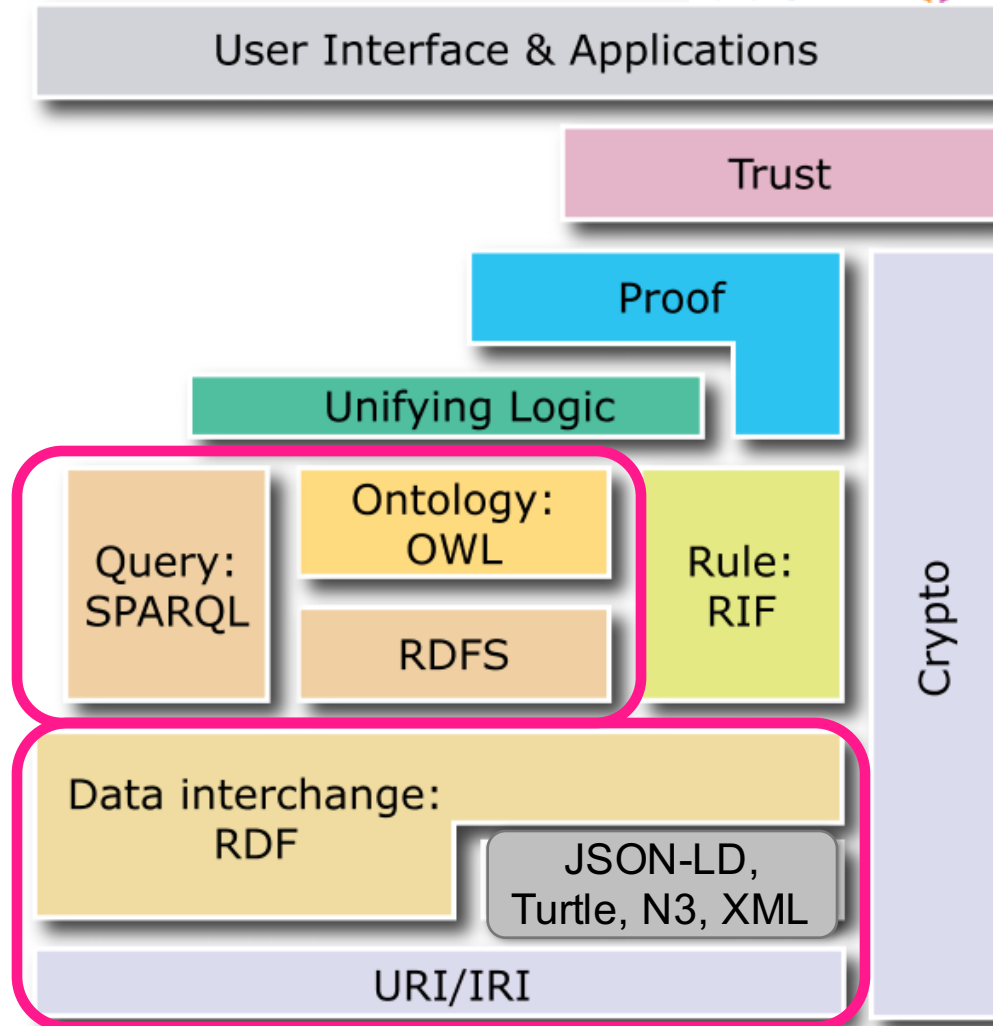 User Interface & Applications
Trust
Proof
Unifying Logic
Query:
SPARQL
Ontology:
OWL
RDFS
Rule:
RIF
Crypto
Data interchange:
RDF
JSON-LD,
Turtle, N3, XML
URI/IRI